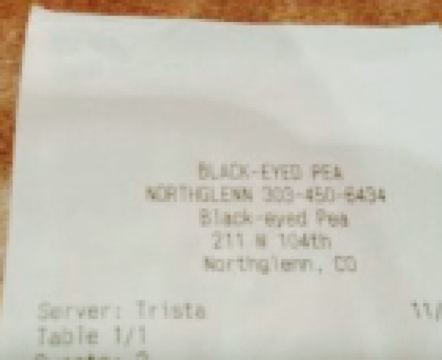 BLACK-EYED PEA
NORTHGLENN 303-450-6434
Black-eyed Pea
211 W 104th
Northglenn, CO
Server: Trista 11/
Table 1/1